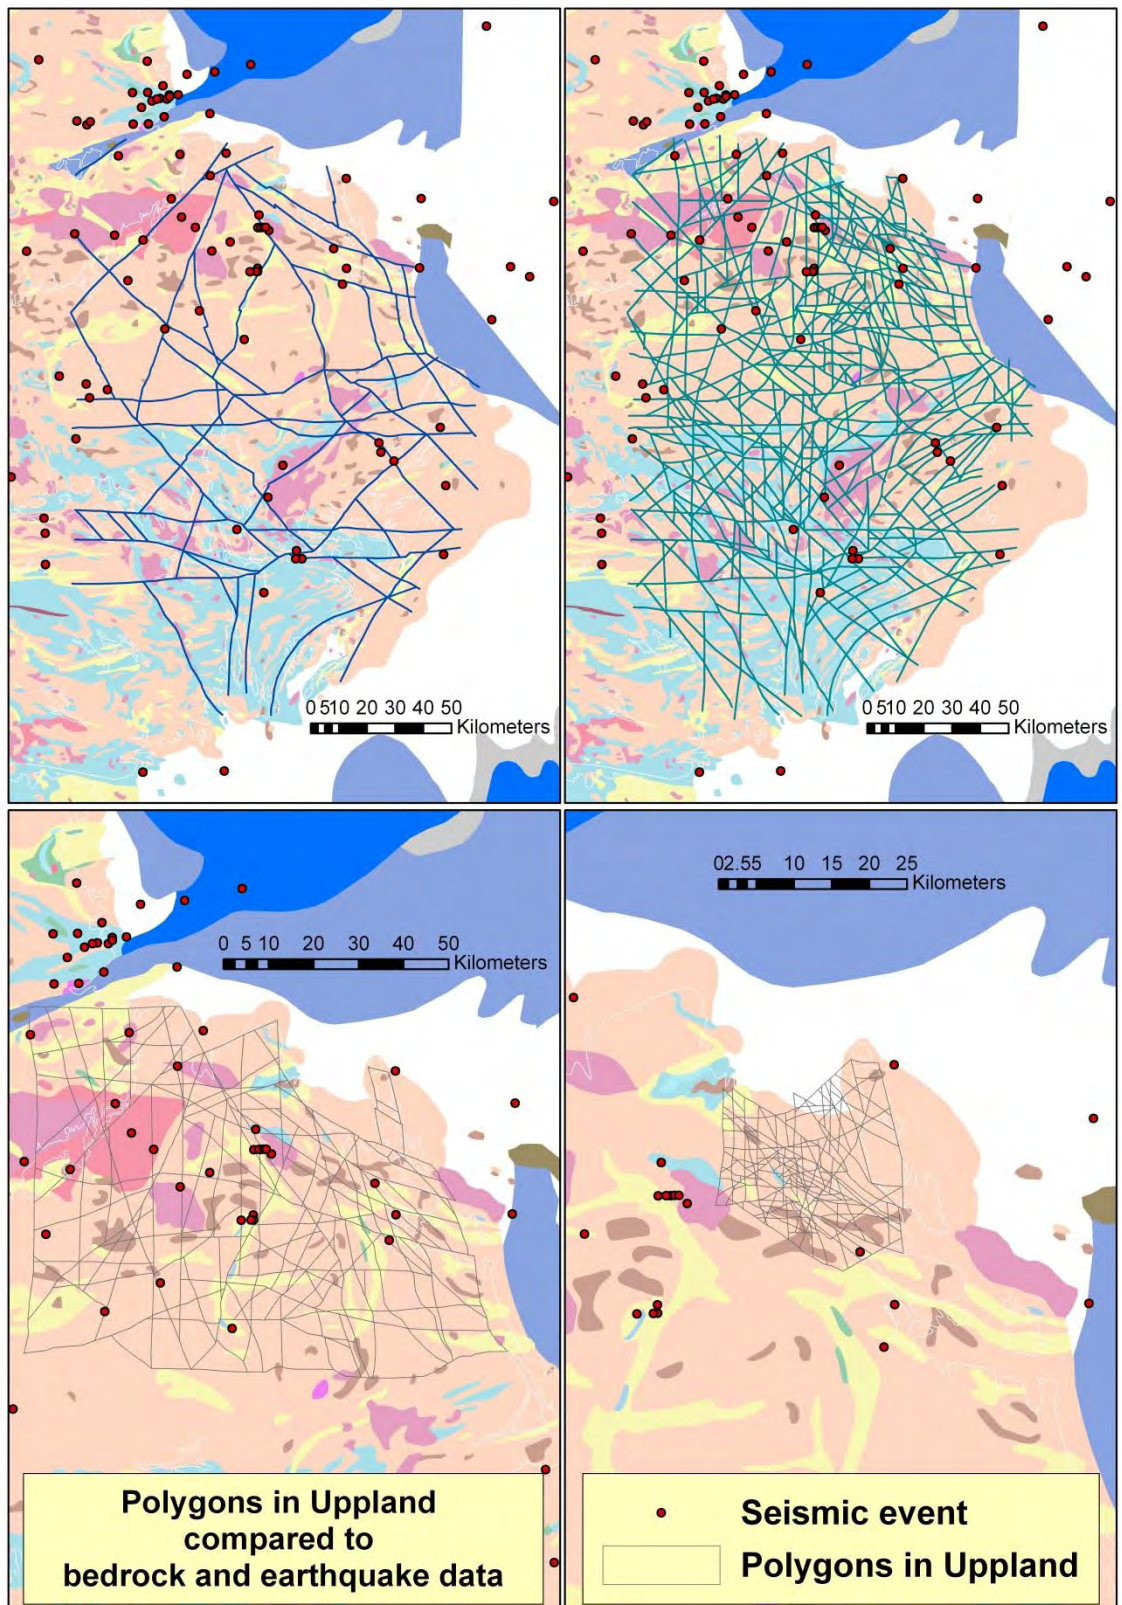 0 510 20 30 40 50
Kilometers
0 510 20 30 40 50
Kilometers
0 5 10 20 30 40 50
Kilometers
02.55 10 15 20 25
Kilometers
Polygons in Uppland
compared to
bedrock and earthquake data
Seismic event
Polygons in Uppland